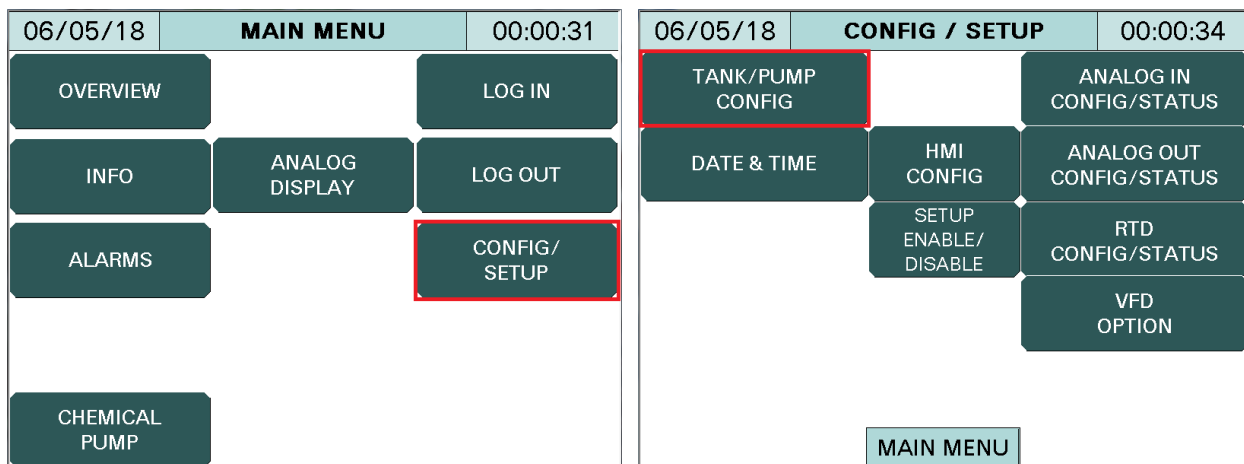 06/05/18 MAIN MENU 00:00:31
OVERVIEW
LOG IN
INFO
ANALOG
DISPLAY
LOG OUT
ALARMS
CONFIG/
SETUP
CHEMICAL
PUMP
06/05/18 CONFIG / SETUP 00:00:34
TANK/PUMP
CONFIG
ANALOG IN
CONFIG/STATUS
DATE & TIME
HMI
CONFIG
ANALOG OUT
CONFIG/STATUS
SETUP
ENABLE/
DISABLE
RTD
CONFIG/STATUS
VFD
OPTION
MAIN MENU